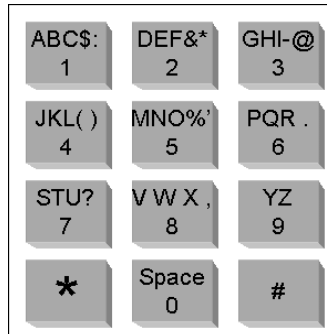 ABC$: DEF&* GHI-@
1 2 3
JKL( ) MNO%' PQR .
4 5 6
STU? V W X , YZ
7 8 9
* Space #
0